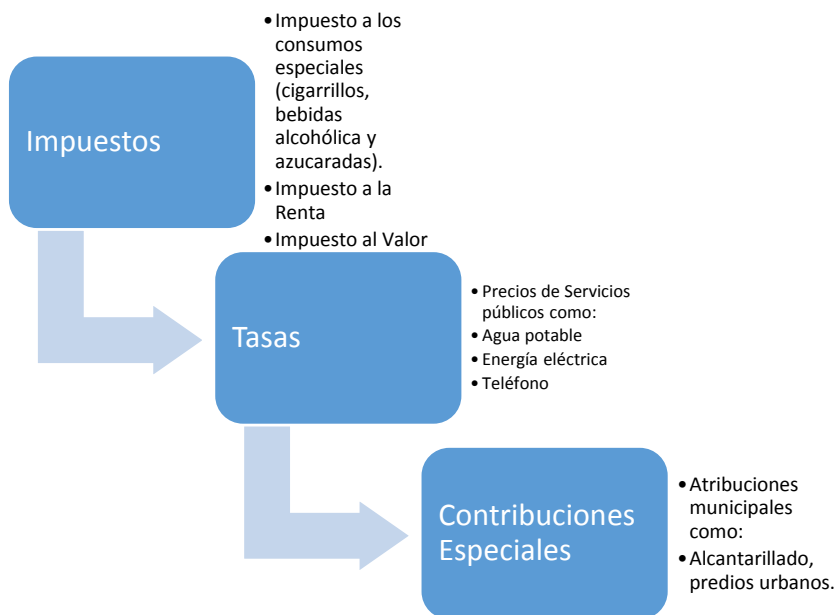 Impuestos
•Impuesto a los
consumos
especiales
(cigarrillos,
bebidas
alcohólica y
azucaradas).
•Impuesto a la
Renta
•Impuesto al Valor
Tasas
•Precios de Servicios
públicos como:
•Agua potable
•Energía eléctrica
•Teléfono
Contribuciones
Especiales
•Atribuciones
municipales
como:
•Alcantarillado,
predios urbanos.